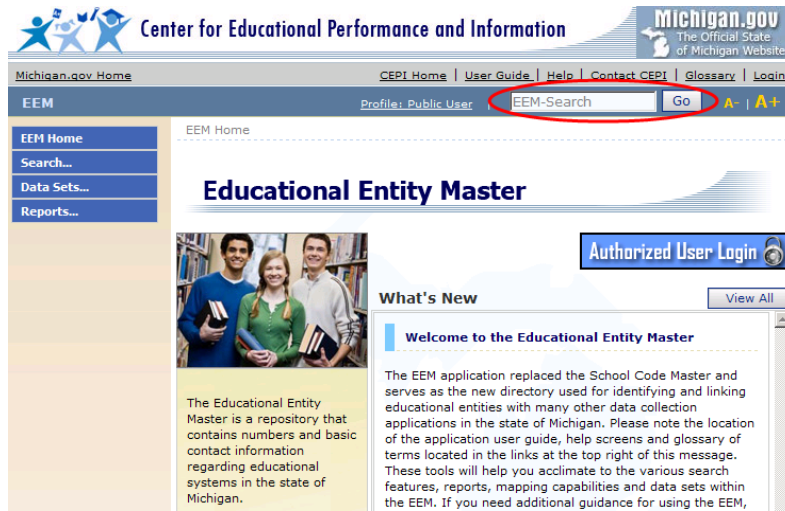 Center for Educational Performance and Information
Michigan.gov
The Official State
of Michigan Website
Michigan.gov Home
CEPI Home | User Guide | Help | Contact CEPI | Glossary | Login
EEM
Profile: Public User | EEM-Search Go A- | A+
EEM Home
Search...
Data Sets...
Reports...
EEM Home
Educational Entity Master
Authorized User Login
What's New
View All
Welcome to the Educational Entity Master
The EEM application replaced the School Code Master and
serves as the new directory used for identifying and linking
educational entities with many other data collection
applications in the state of Michigan. Please note the location
of the application user guide, help screens and glossary of
terms located in the links at the top right of this message.
These tools will help you acclimate to the various search
features, reports, mapping capabilities and data sets within
the EEM. If you need additional guidance for using the EEM,
The Educational Entity
Master is a repository that
contains numbers and basic
contact information
regarding educational
systems in the state of
Michigan.